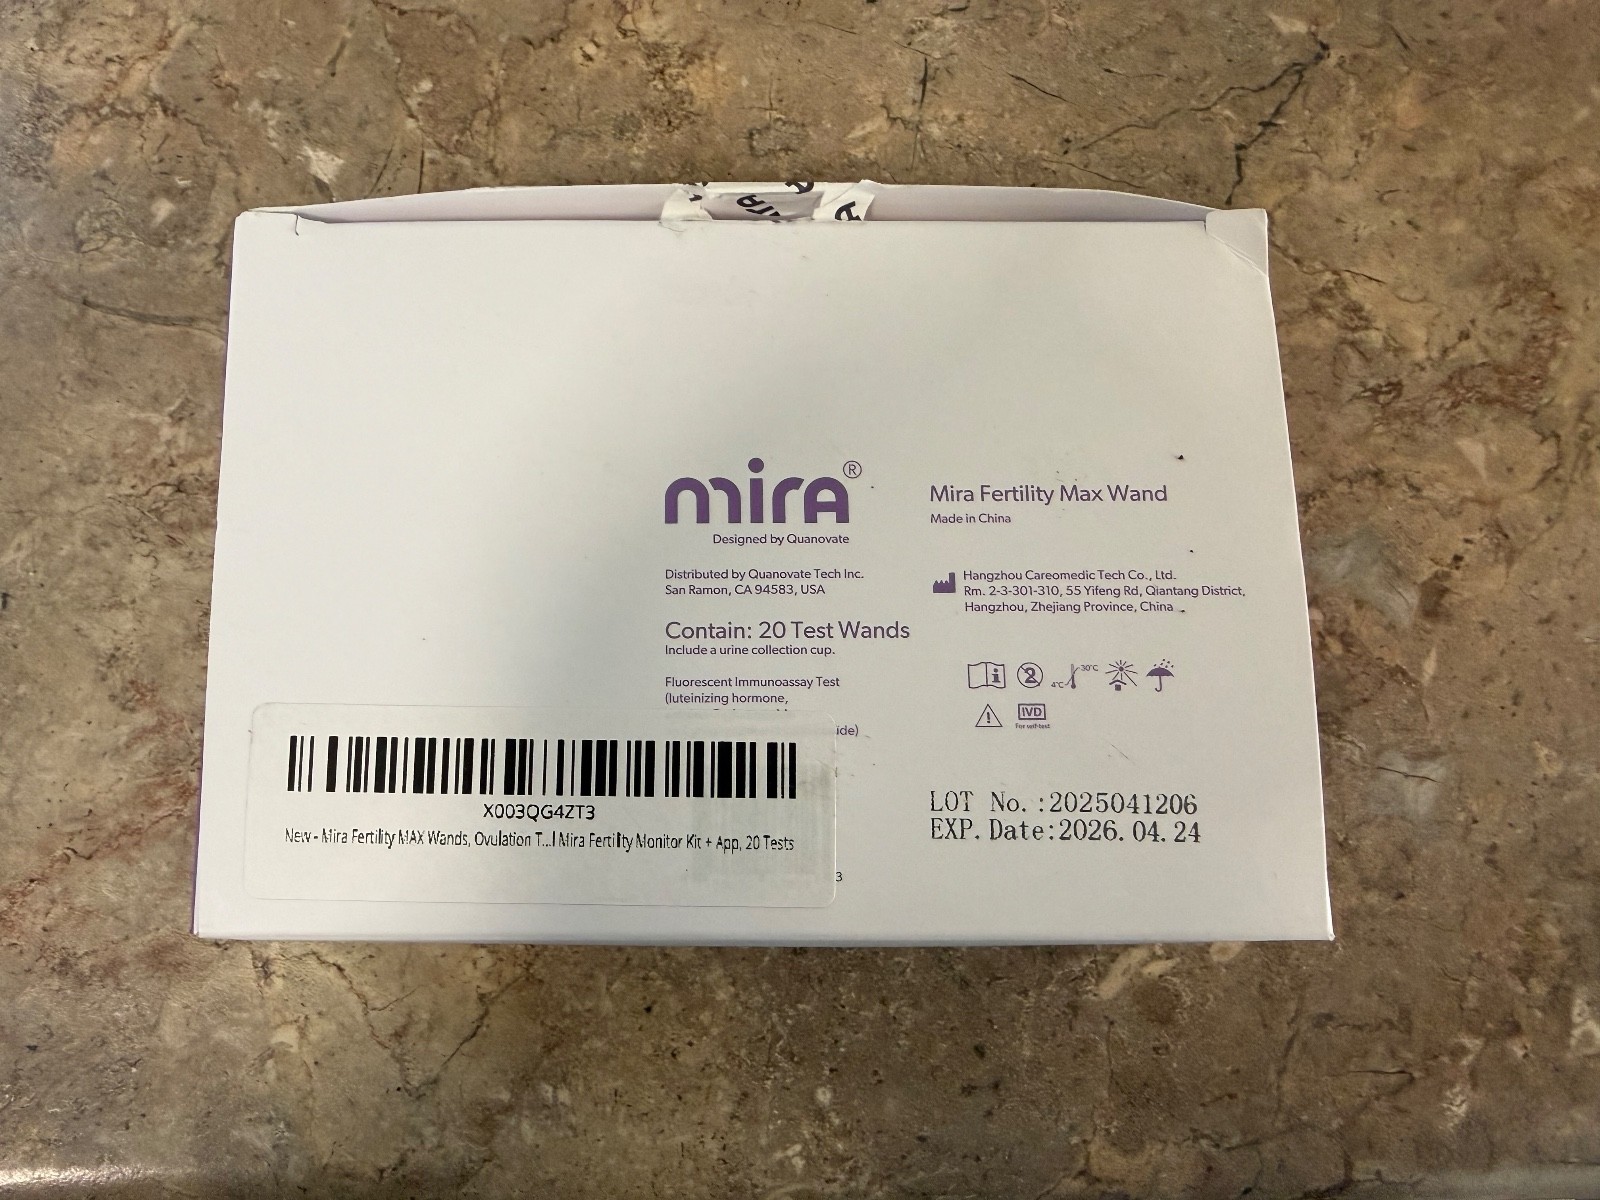 mira®
Designed by Quanovate
Distributed by Quanovate Tech Inc.
San Ramon, CA 94583, USA
Contain: 20 Test Wands
Include a urine collection cup.
Fluorescent Immunoassay Test
(luteinizing hormone,
ide)
Mira Fertility Max Wand
Made in China
Hangzhou Careomedic Tech Co., Ltd.
Rm. 2-3-301-310, 55 Yifeng Rd, Qiantang District,
Hangzhou, Zhejiang Province, China
i 2 4°C 30°C
! IVD
For self-test
LOT No.:2025041206
EXP. Date:2026.04.24
X003QG4ZT3
New - Mira Fertility MAX Wands, Ovulation T...l Mira Fertility Monitor Kit + App, 20 Tests
3